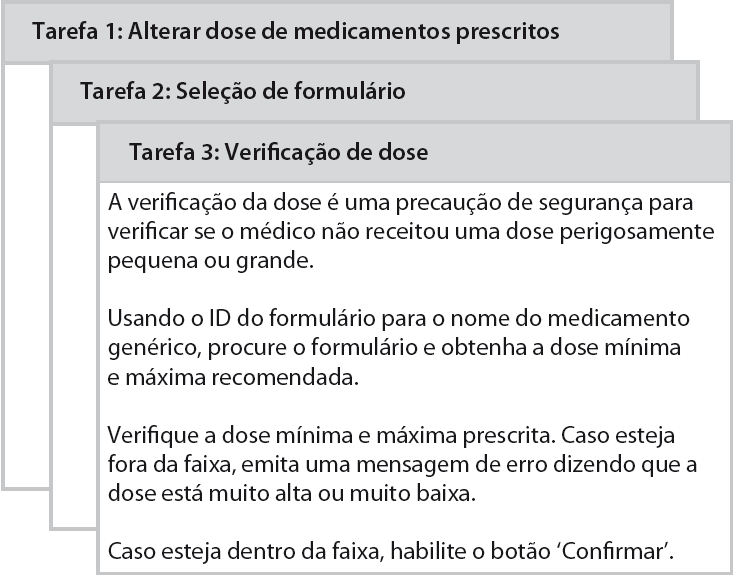 Tarefa 1: Alterar dose de medicamentos prescritos
Tarefa 2: Seleção de formulário
Tarefa 3: Verificação de dose
A verificação da dose é uma precaução de segurança para
verificar se o médico não receitou uma dose perigosamente
pequena ou grande.
Usando o ID do formulário para o nome do medicamento
genérico, procure o formulário e obtenha a dose mínima
e máxima recomendada.
Verifique a dose mínima e máxima prescrita. Caso esteja
fora da faixa, emita uma mensagem de erro dizendo que a
dose está muito alta ou muito baixa.
Caso esteja dentro da faixa, habilite o botão ‘Confirmar’.